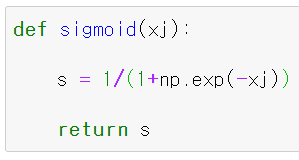 def sigmoid(xj):
    s = 1/(1+np.exp(-xj))
    return s